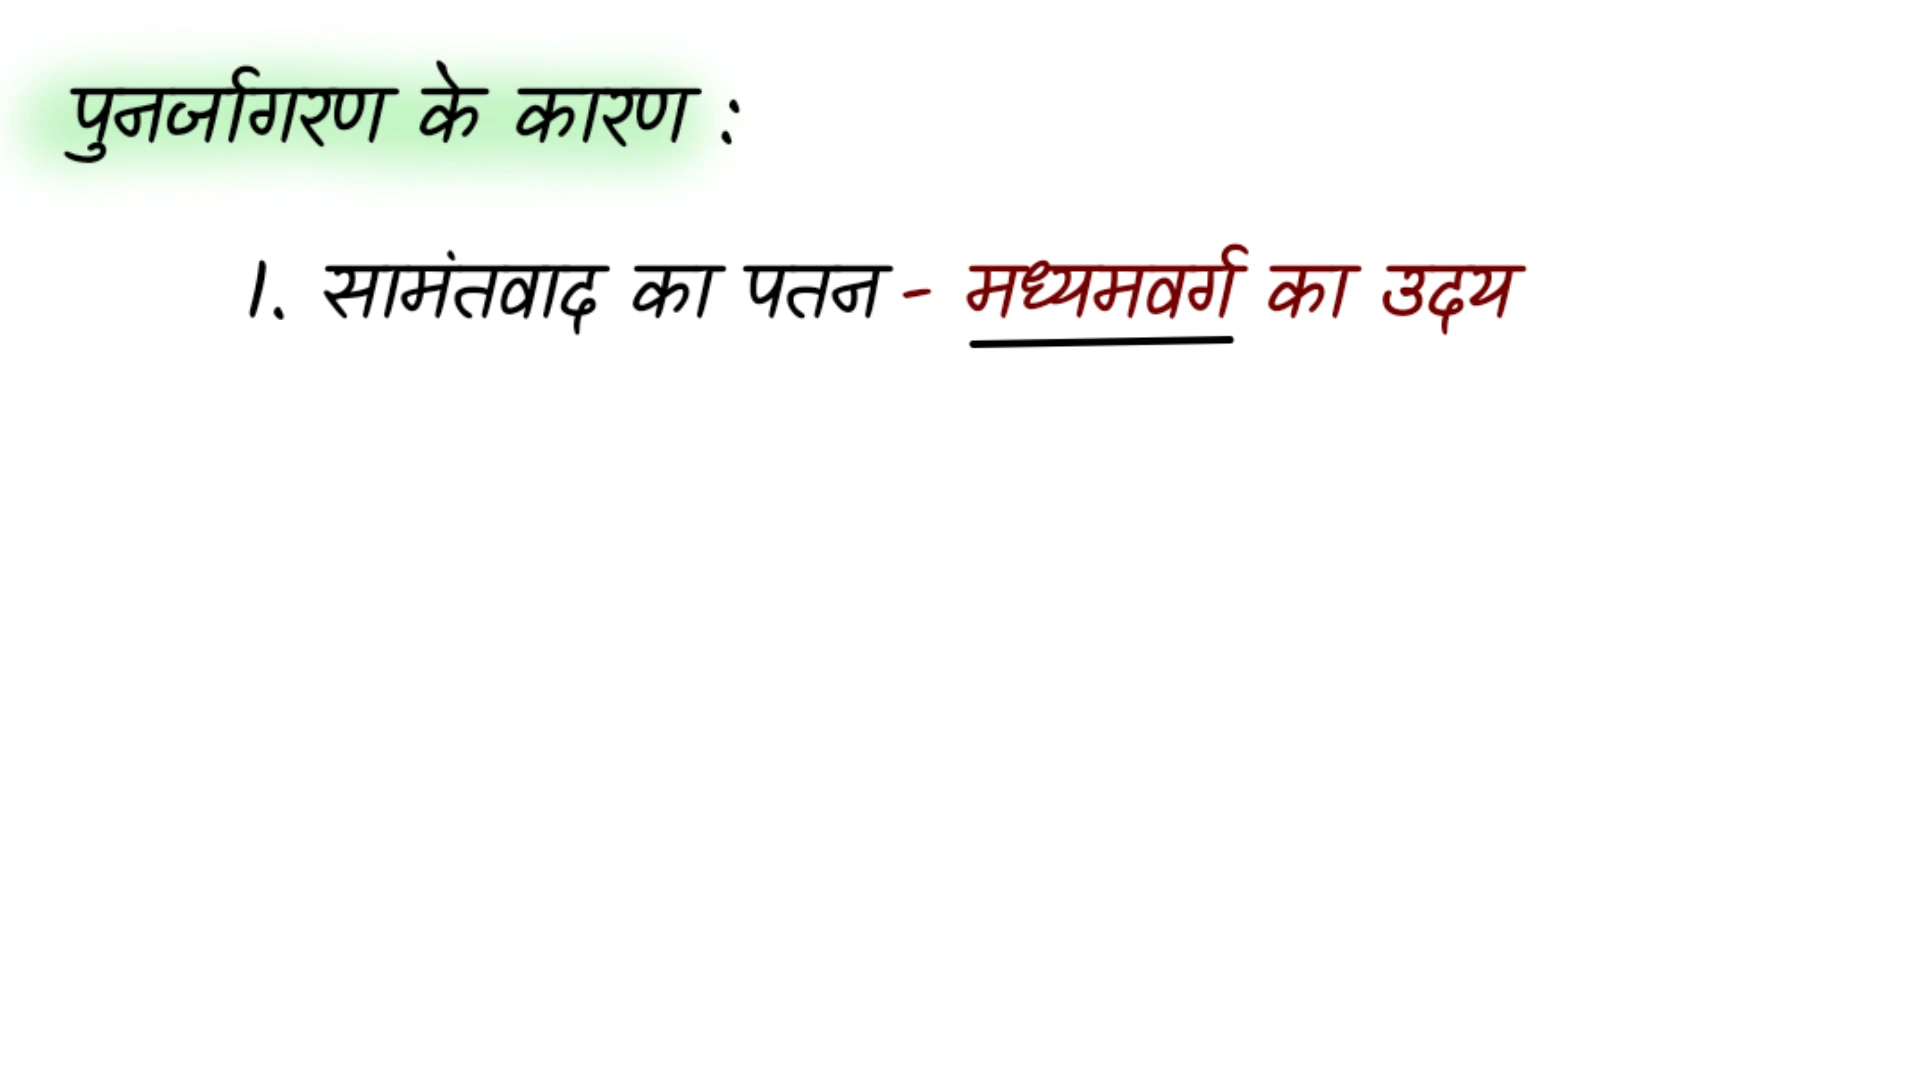 पुनर्जागरण के कारण :
1. सामंतवाद का पतन - मध्यमवर्ग का उदय